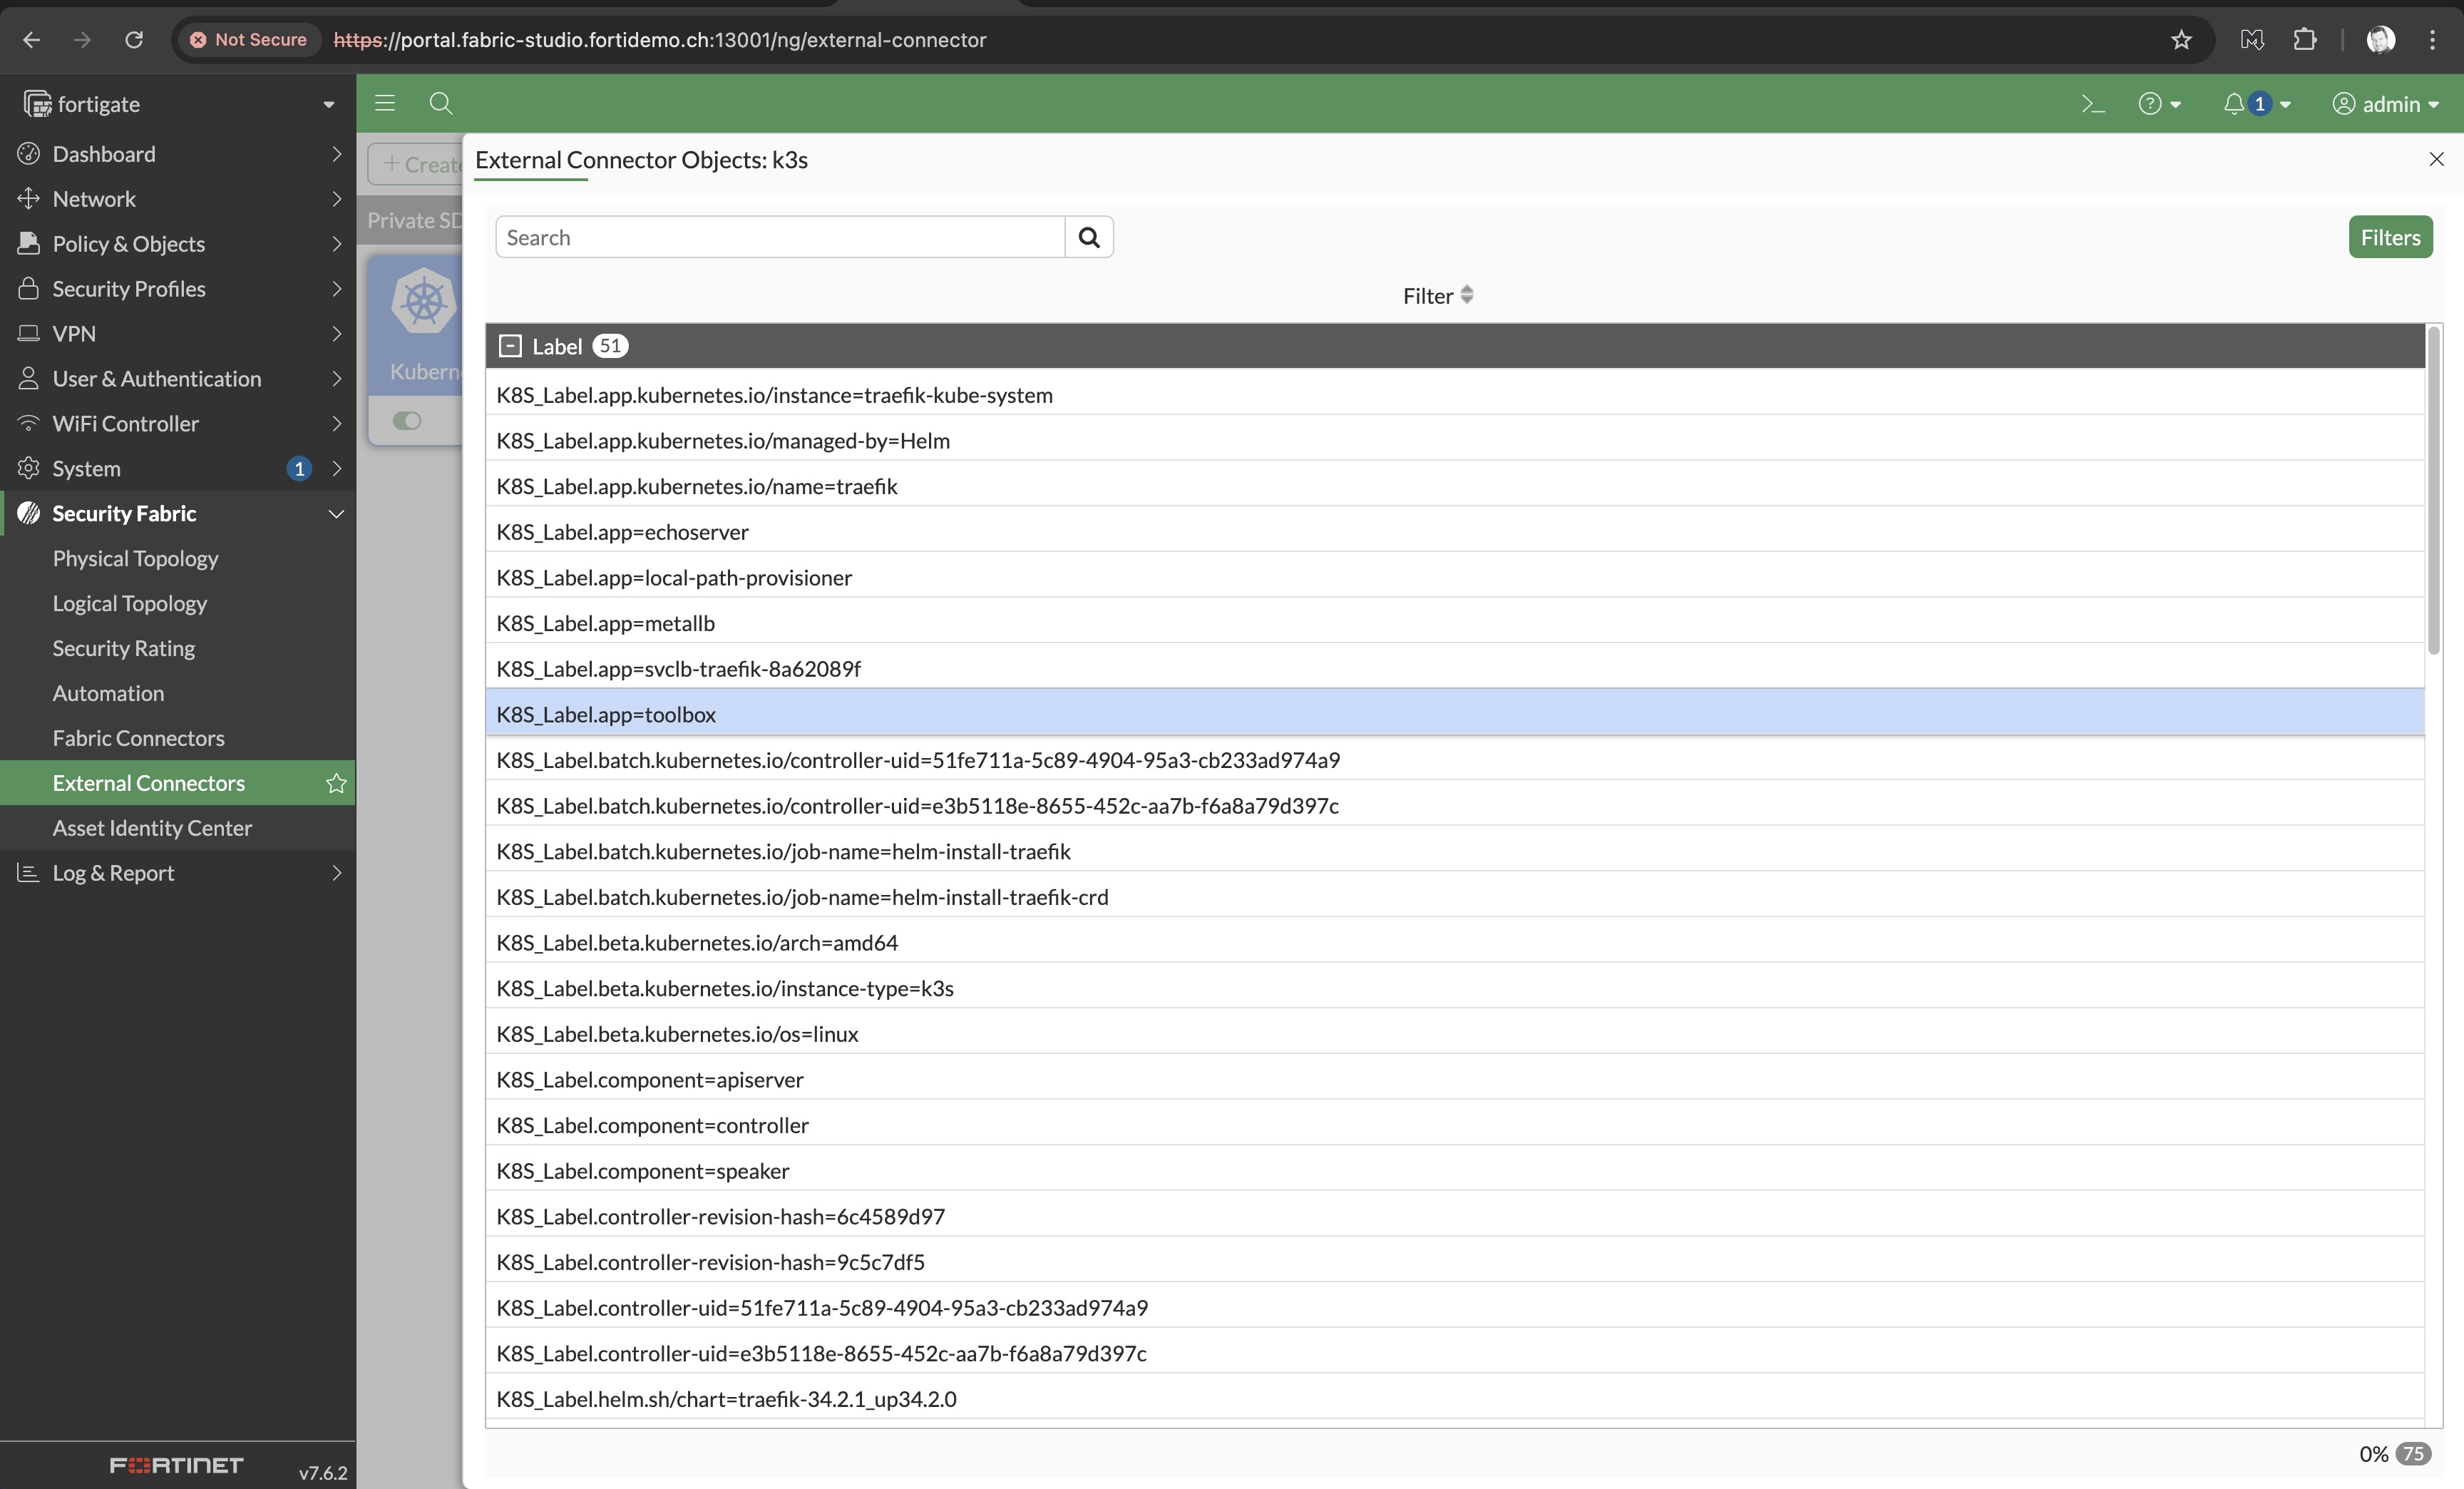 Not Secure https://portal.fabric-studio.fortidemo.ch:13001/ng/external-connector
fortigate
Dashboard
Network
Policy & Objects
Security Profiles
VPN
User & Authentication
WiFi Controller
System 1
Security Fabric
Physical Topology
Logical Topology
Security Rating
Automation
Fabric Connectors
External Connectors
Asset Identity Center
Log & Report
FORTINET v7.6.2
1 admin
+ Create
Private SD
Kubern
External Connector Objects: k3s
Search Filters
Filter
Label 51
K8S_Label.app.kubernetes.io/instance=traefik-kube-system
K8S_Label.app.kubernetes.io/managed-by=Helm
K8S_Label.app.kubernetes.io/name=traefik
K8S_Label.app=echoserver
K8S_Label.app=local-path-provisioner
K8S_Label.app=metallb
K8S_Label.app=svclb-traefik-8a62089f
K8S_Label.app=toolbox
K8S_Label.batch.kubernetes.io/controller-uid=51fe711a-5c89-4904-95a3-cb233ad974a9
K8S_Label.batch.kubernetes.io/controller-uid=e3b5118e-8655-452c-aa7b-f6a8a79d397c
K8S_Label.batch.kubernetes.io/job-name=helm-install-traefik
K8S_Label.batch.kubernetes.io/job-name=helm-install-traefik-crd
K8S_Label.beta.kubernetes.io/arch=amd64
K8S_Label.beta.kubernetes.io/instance-type=k3s
K8S_Label.beta.kubernetes.io/os=linux
K8S_Label.component=apiserver
K8S_Label.component=controller
K8S_Label.component=speaker
K8S_Label.controller-revision-hash=6c4589d97
K8S_Label.controller-revision-hash=9c5c7df5
K8S_Label.controller-uid=51fe711a-5c89-4904-95a3-cb233ad974a9
K8S_Label.controller-uid=e3b5118e-8655-452c-aa7b-f6a8a79d397c
K8S_Label.helm.sh/chart=traefik-34.2.1_up34.2.0
0% 75